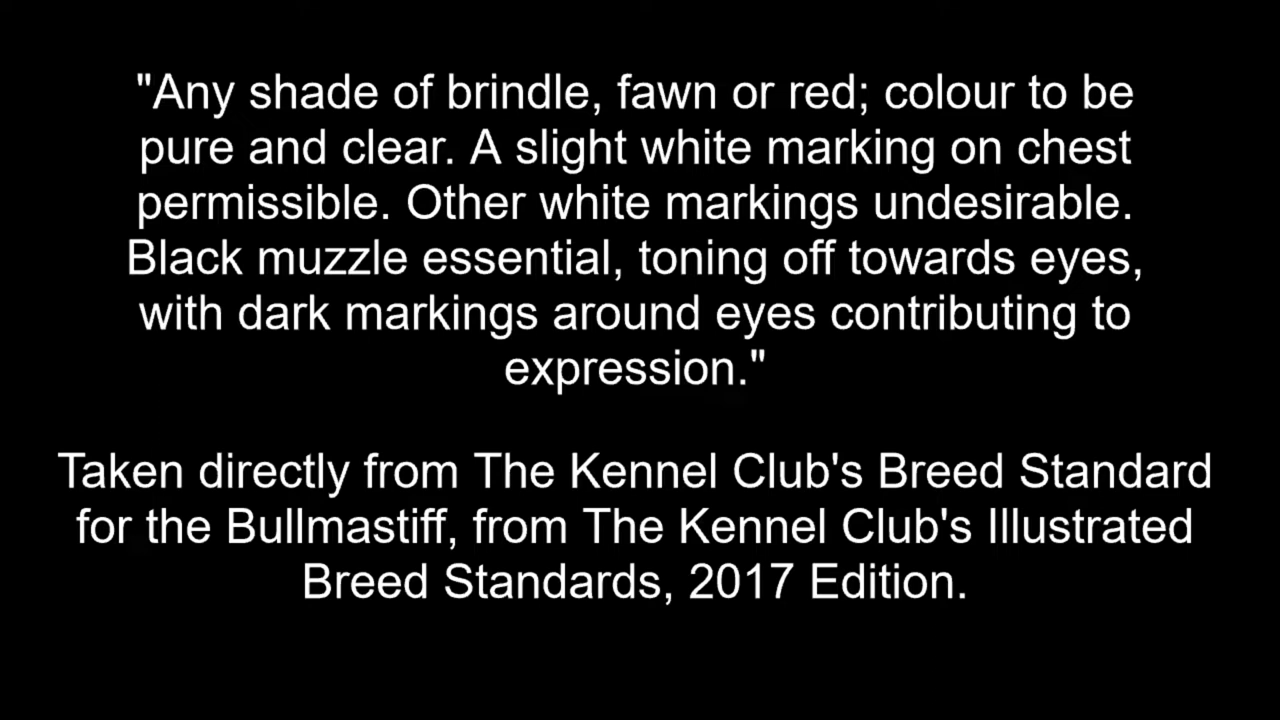 "Any shade of brindle, fawn or red; colour to be
pure and clear. A slight white marking on chest
permissible. Other white markings undesirable.
Black muzzle essential, toning off towards eyes,
with dark markings around eyes contributing to
expression."
Taken directly from The Kennel Club's Breed Standard
for the Bullmastiff, from The Kennel Club's Illustrated
Breed Standards, 2017 Edition.